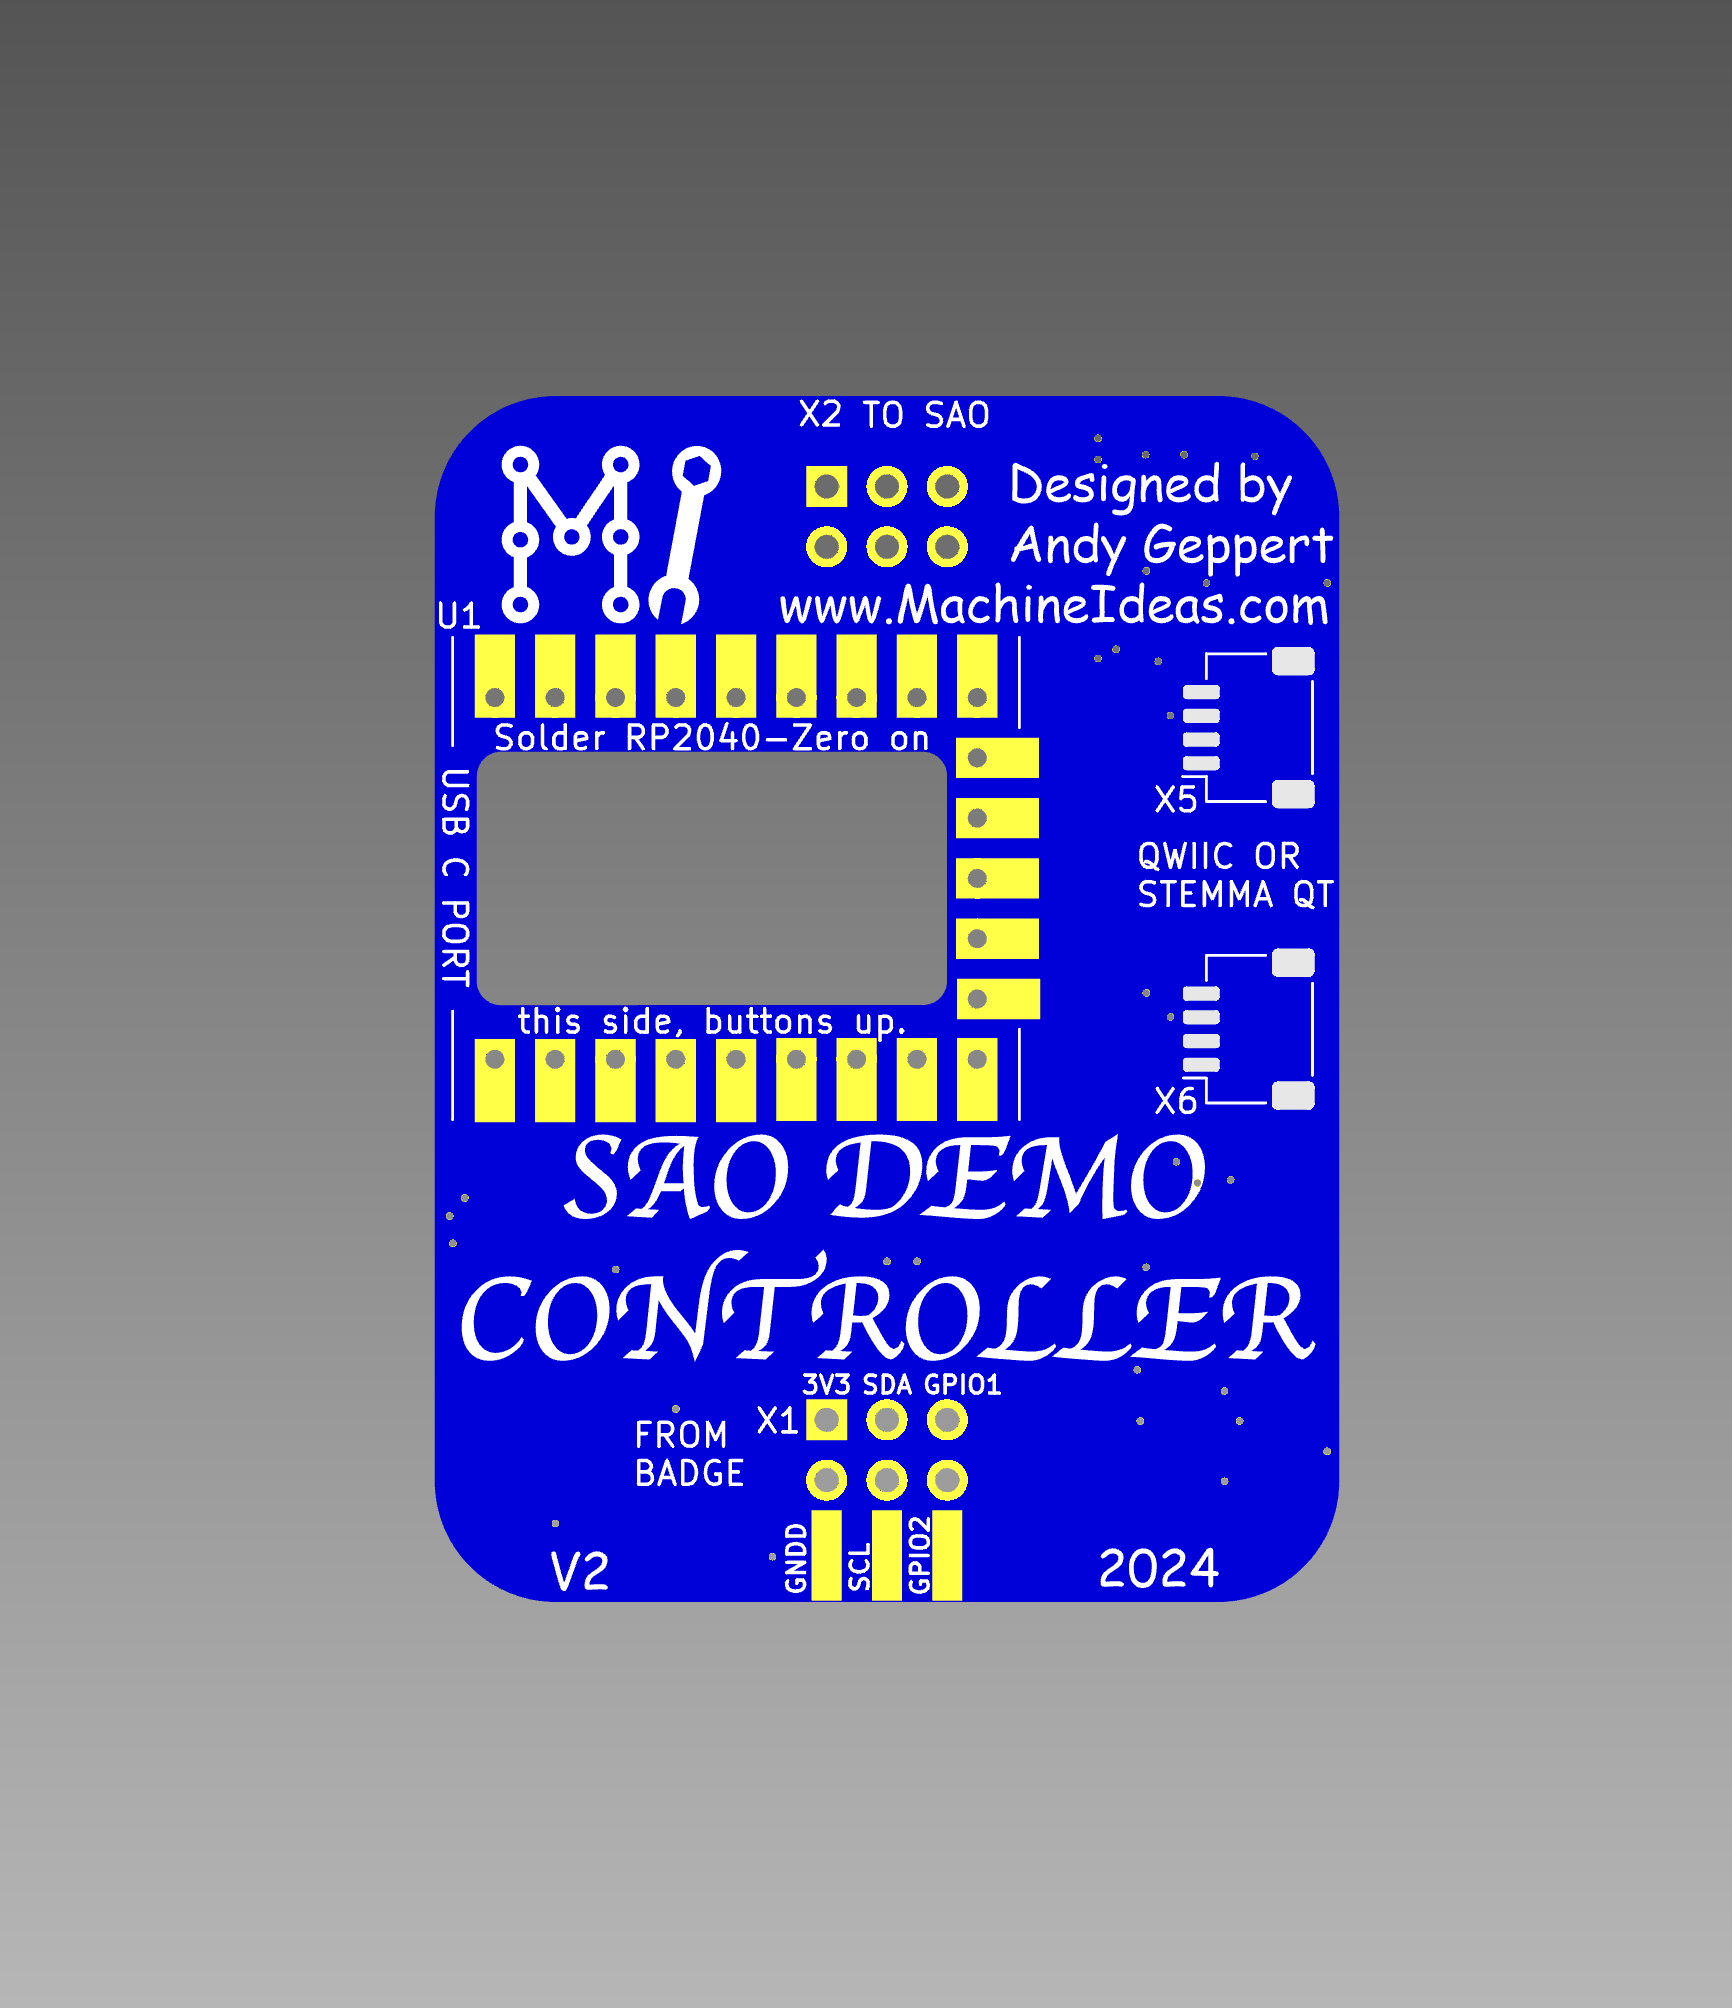 X2 TO SAO
Designed by
Andy Geppert
www.MachineIdeas.com
U1
Solder RP2040-Zero on
USB C PORT
this side, buttons up.
X5
QWIIC OR
STEMMA QT
X6
SAO DEMO
CONTROLLER
3V3 SDA GPIO1
X1
FROM
BADGE
GNDD
SCL
GPIO2
V2
2024